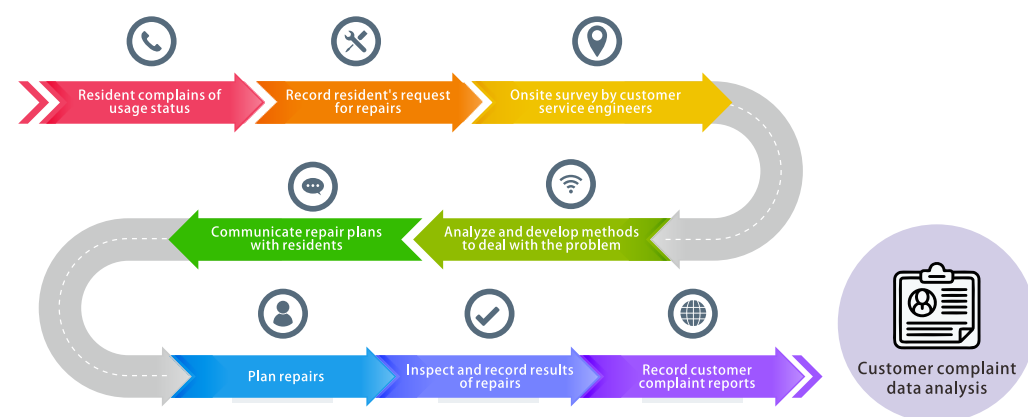 Resident complains of
usage status
Record resident's request
for repairs
Onsite survey by customer
service engineers
Analyze and develop methods
to deal with the problem
Communicate repair plans
with residents
Plan repairs
Inspect and record results
of repairs
Record customer
complaint reports
Customer complaint
data analysis